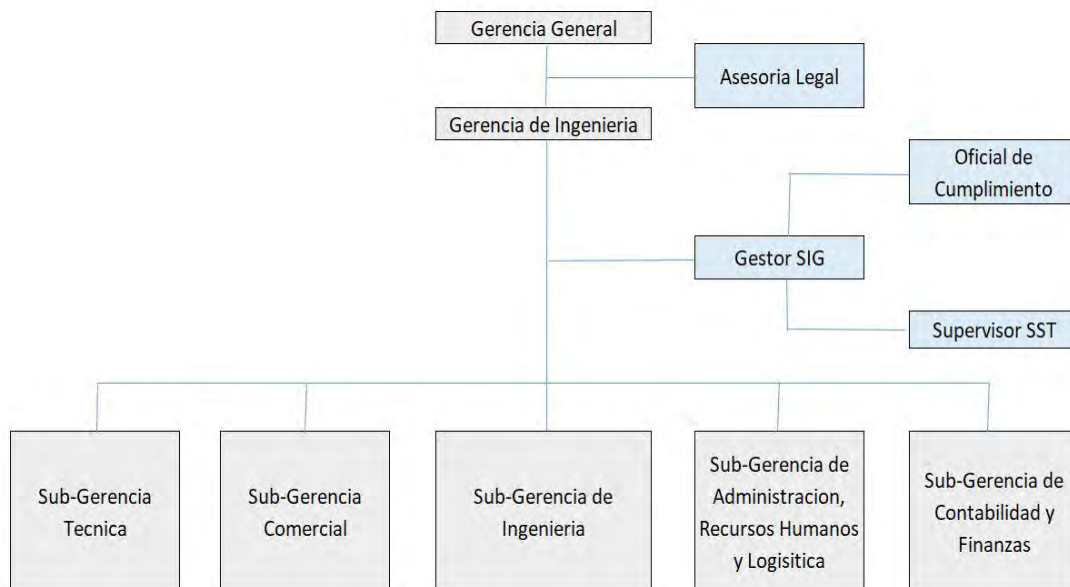 Gerencia General
Asesoria Legal
Gerencia de Ingenieria
Oficial de
Cumplimiento
Gestor SIG
Supervisor SST
Sub-Gerencia
Tecnica
Sub-Gerencia
Comercial
Sub-Gerencia de
Ingenieria
Sub-Gerencia de
Administracion,
Recursos Humanos
y Logisitica
Sub-Gerencia de
Contabilidad y
Finanzas